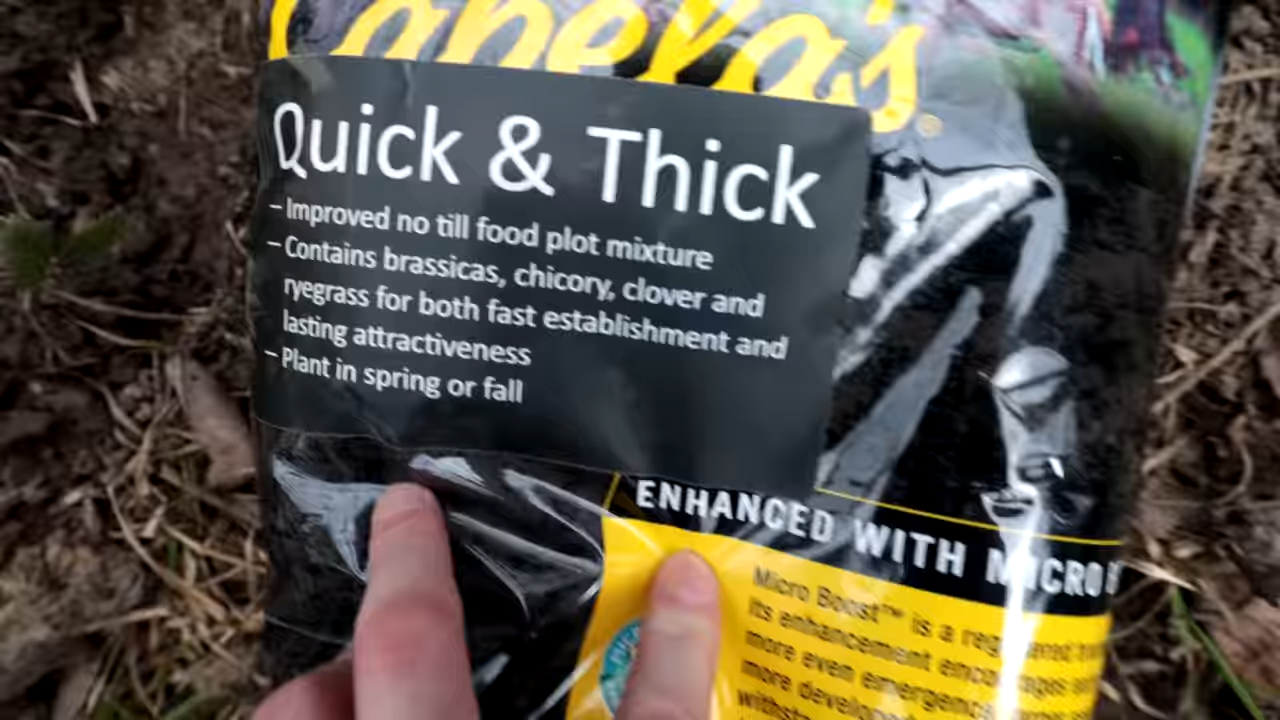 Cabela's
Quick & Thick
– Improved no till food plot mixture
– Contains brassicas, chicory, clover and
ryegrass for both fast establishment and
lasting attractiveness
– Plant in spring or fall
ENHANCED WITH MICRO
Micro Boost™ is a
Its enhancement encourages
more even emergence
more developed